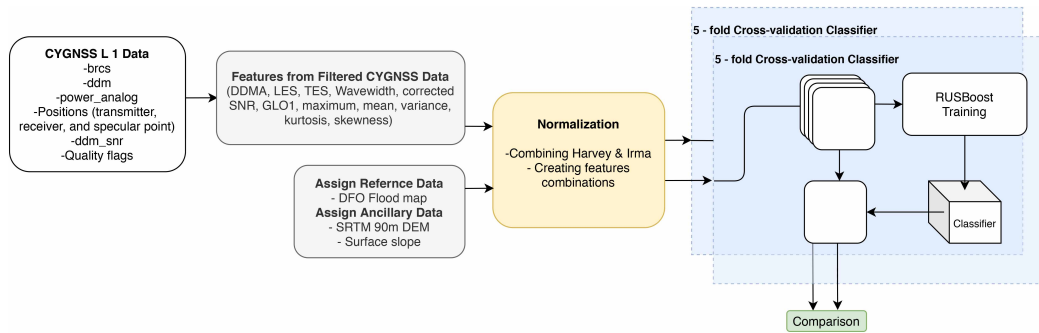 CYGNSS L 1 Data
-brcs
-ddm
-power_analog
-Positions (transmitter,
receiver, and specular point)
-ddm_snr
-Quality flags
Features from Filtered CYGNSS Data
(DDMA, LES, TES, Wavewidth, corrected
SNR, GLO1, maximum, mean, variance,
kurtosis, skewness)
Assign Refernce Data
- DFO Flood map
Assign Ancillary Data
- SRTM 90m DEM
- Surface slope
Normalization
-Combining Harvey & Irma
- Creating features
combinations
5 - fold Cross-validation Classifier
5 - fold Cross-validation Classifier
RUSBoost
Training
Classifier
Comparison